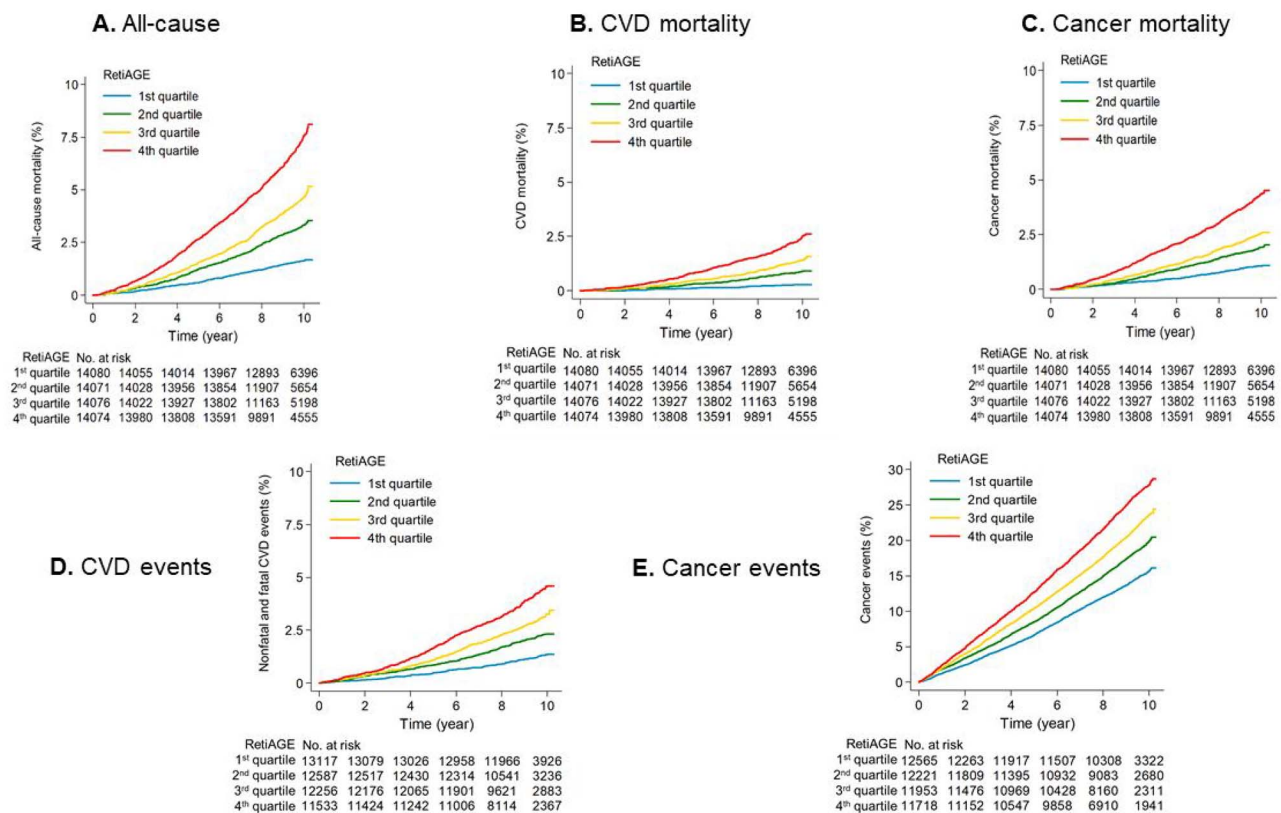 A. All-cause
RetiAGE
1st quartile
2nd quartile
3rd quartile
4th quartile
All-cause mortality (%)
10
7.5
5
2.5
0
0 2 4 6 8 10
Time (year)
RetiAGE No. at risk
1st quartile 14080 14055 14014 13967 12893 6396
2nd quartile 14071 14028 13956 13854 11907 5654
3rd quartile 14076 14022 13927 13802 11163 5198
4th quartile 14074 13980 13808 13591 9891 4555
B. CVD mortality
RetiAGE
1st quartile
2nd quartile
3rd quartile
4th quartile
CVD mortality (%)
10
7.5
5
2.5
0
0 2 4 6 8 10
Time (year)
RetiAGE No. at risk
1st quartile 14080 14055 14014 13967 12893 6396
2nd quartile 14071 14028 13956 13854 11907 5654
3rd quartile 14076 14022 13927 13802 11163 5198
4th quartile 14074 13980 13808 13591 9891 4555
C. Cancer mortality
RetiAGE
1st quartile
2nd quartile
3rd quartile
4th quartile
Cancer mortality (%)
10
7.5
5
2.5
0
0 2 4 6 8 10
Time (year)
RetiAGE No. at risk
1st quartile 14080 14055 14014 13967 12893 6396
2nd quartile 14071 14028 13956 13854 11907 5654
3rd quartile 14076 14022 13927 13802 11163 5198
4th quartile 14074 13980 13808 13591 9891 4555
D. CVD events
RetiAGE
1st quartile
2nd quartile
3rd quartile
4th quartile
Nonfatal and fatal CVD events (%)
10
7.5
5
2.5
0
0 2 4 6 8 10
Time (year)
RetiAGE No. at risk
1st quartile 13117 13079 13026 12958 11966 3926
2nd quartile 12587 12517 12430 12314 10541 3236
3rd quartile 12256 12176 12065 11901 9621 2883
4th quartile 11533 11424 11242 11006 8114 2367
E. Cancer events
RetiAGE
1st quartile
2nd quartile
3rd quartile
4th quartile
Cancer events (%)
30
25
20
15
10
5
0
0 2 4 6 8 10
Time (year)
RetiAGE No. at risk
1st quartile 12565 12263 11917 11507 10308 3322
2nd quartile 12221 11809 11395 10932 9083 2680
3rd quartile 11953 11476 10969 10428 8160 2311
4th quartile 11718 11152 10547 9858 6910 1941